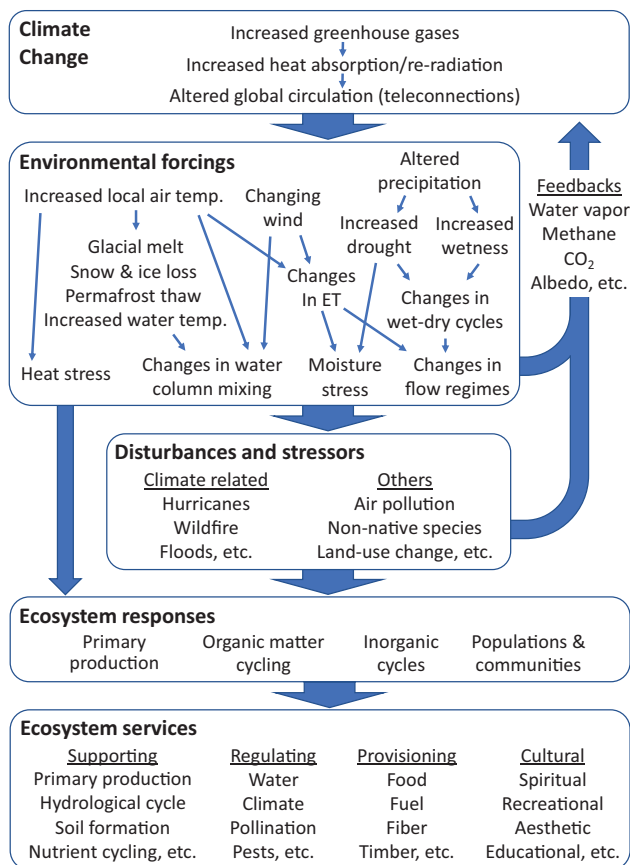 Climate
Change
Increased greenhouse gases
Increased heat absorption/re-radiation
Altered global circulation (teleconnections)
Environmental forcings
Increased local air temp.
Changing
wind
Altered
precipitation
Increased
drought
Increased
wetness
Glacial melt
Snow & ice loss
Permafrost thaw
Increased water temp.
Changes
In ET
Changes in
wet-dry cycles
Heat stress
Changes in water
column mixing
Moisture
stress
Changes in
flow regimes
Feedbacks
Water vapor
Methane
CO₂
Albedo, etc.
Disturbances and stressors
Climate related
Hurricanes
Wildfire
Floods, etc.
Others
Air pollution
Non-native species
Land-use change, etc.
Ecosystem responses
Primary
production
Organic matter
cycling
Inorganic
cycles
Populations &
communities
Ecosystem services
Supporting
Primary production
Hydrological cycle
Soil formation
Nutrient cycling, etc.
Regulating
Water
Climate
Pollination
Pests, etc.
Provisioning
Food
Fuel
Fiber
Timber, etc.
Cultural
Spiritual
Recreational
Aesthetic
Educational, etc.